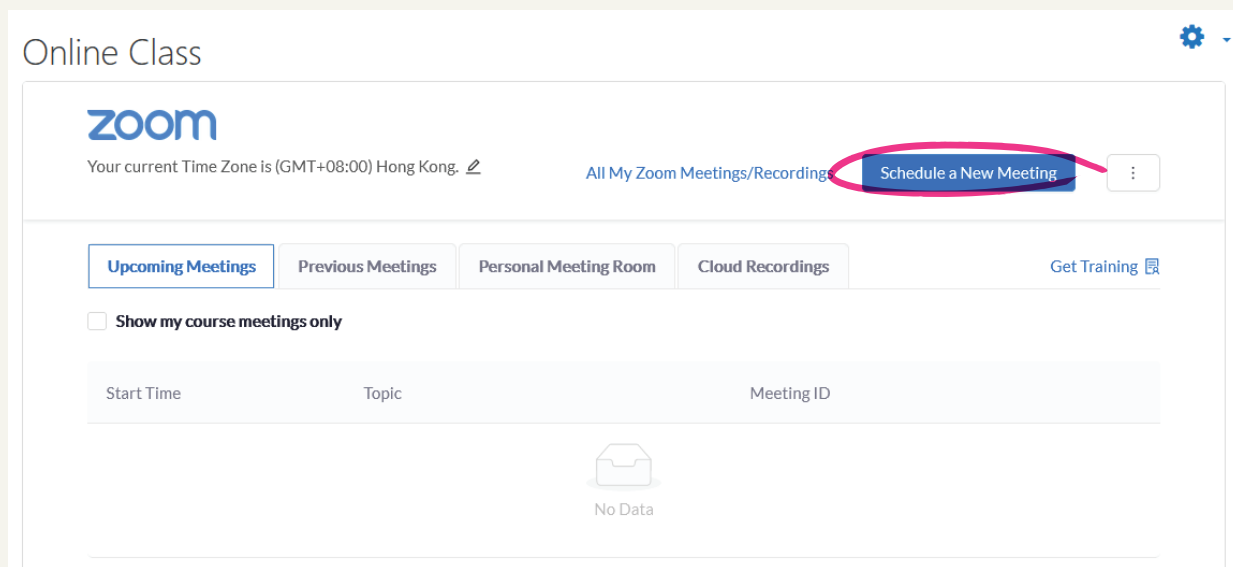 Online Class
zoom
Your current Time Zone is (GMT+08:00) Hong Kong.
All My Zoom Meetings/Recordings
Schedule a New Meeting
Upcoming Meetings
Previous Meetings
Personal Meeting Room
Cloud Recordings
Get Training
Show my course meetings only
Start Time
Topic
Meeting ID
No Data